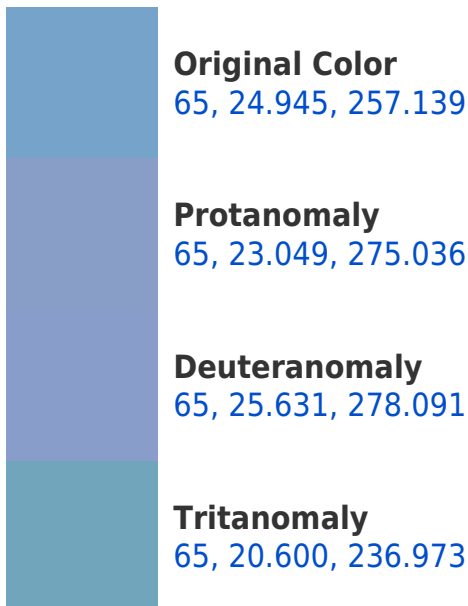 Original Color
65, 24.945, 257.139
Protanomaly
65, 23.049, 275.036
Deuteranomaly
65, 25.631, 278.091
Tritanomaly
65, 20.600, 236.973